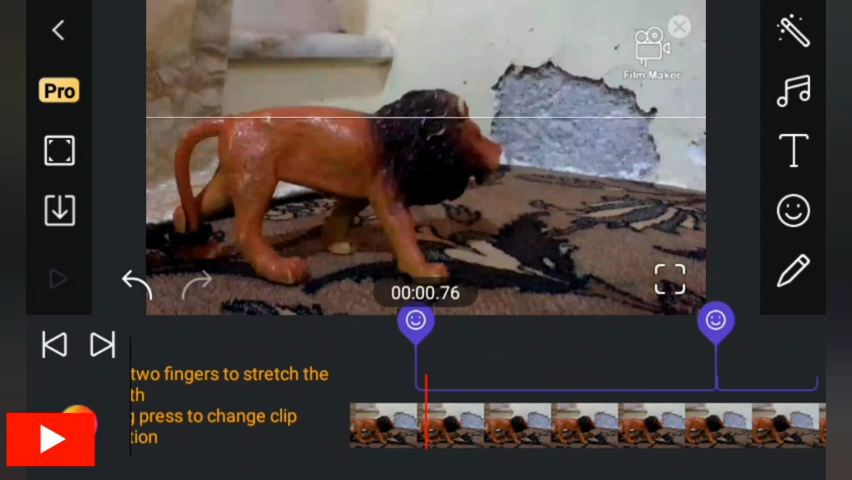 Pro
Film Maker
00:00.76
two fingers to stretch the
th
g press to change clip
tion